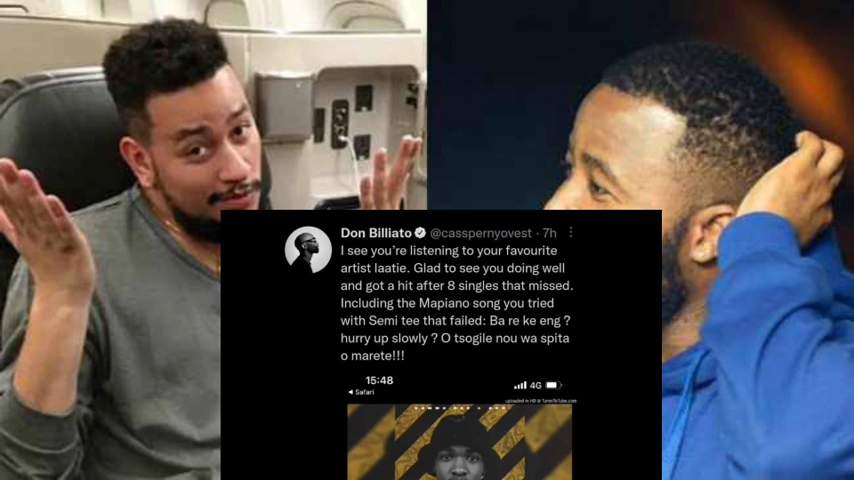 Don Billiato @casspernyovest · 7h
I see you're listening to your favourite
artist laatie. Glad to see you doing well
and got a hit after 8 singles that missed.
Including the Mapiano song you tried
with Semi tee that failed: Ba re ke eng ?
hurry up slowly ? O tsogile nou wa spita
o marete!!!
15:48
4G
Safari